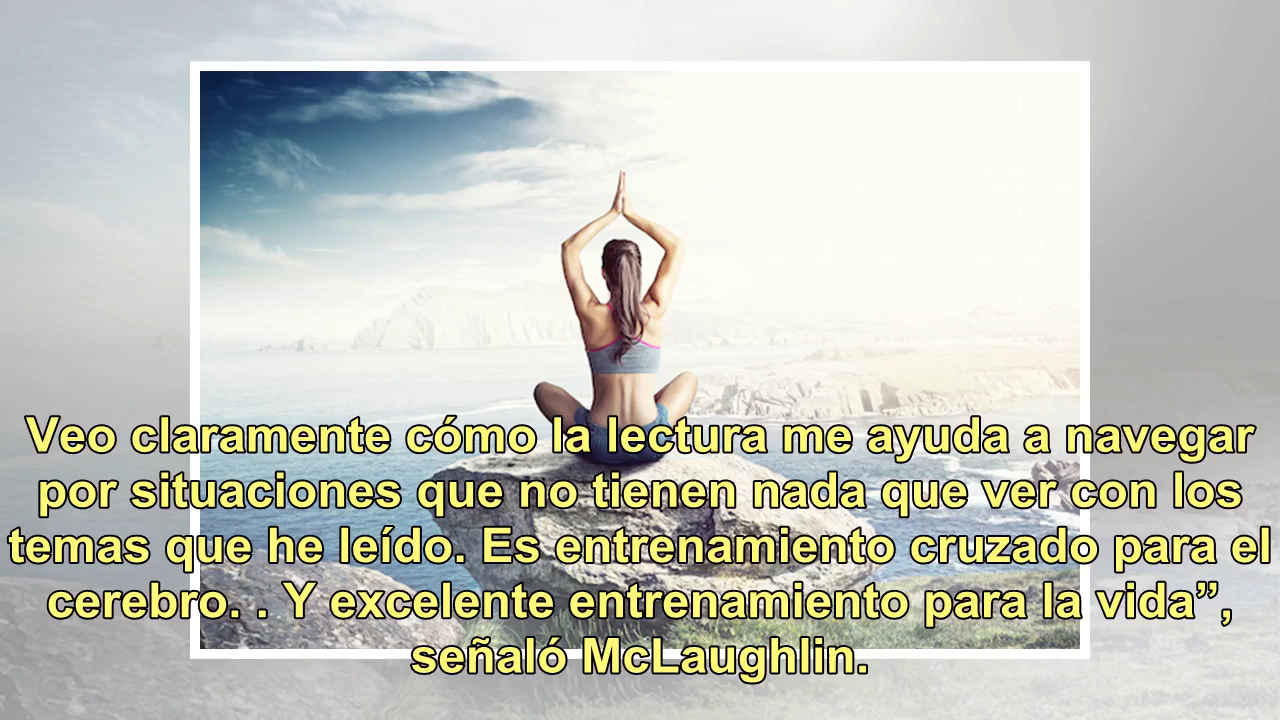 Veo claramente cómo la lectura me ayuda a navegar
por situaciones que no tienen nada que ver con los
temas que he leído. Es entrenamiento cruzado para el
cerebro. . Y excelente entrenamiento para la vida”,
señaló McLaughlin.